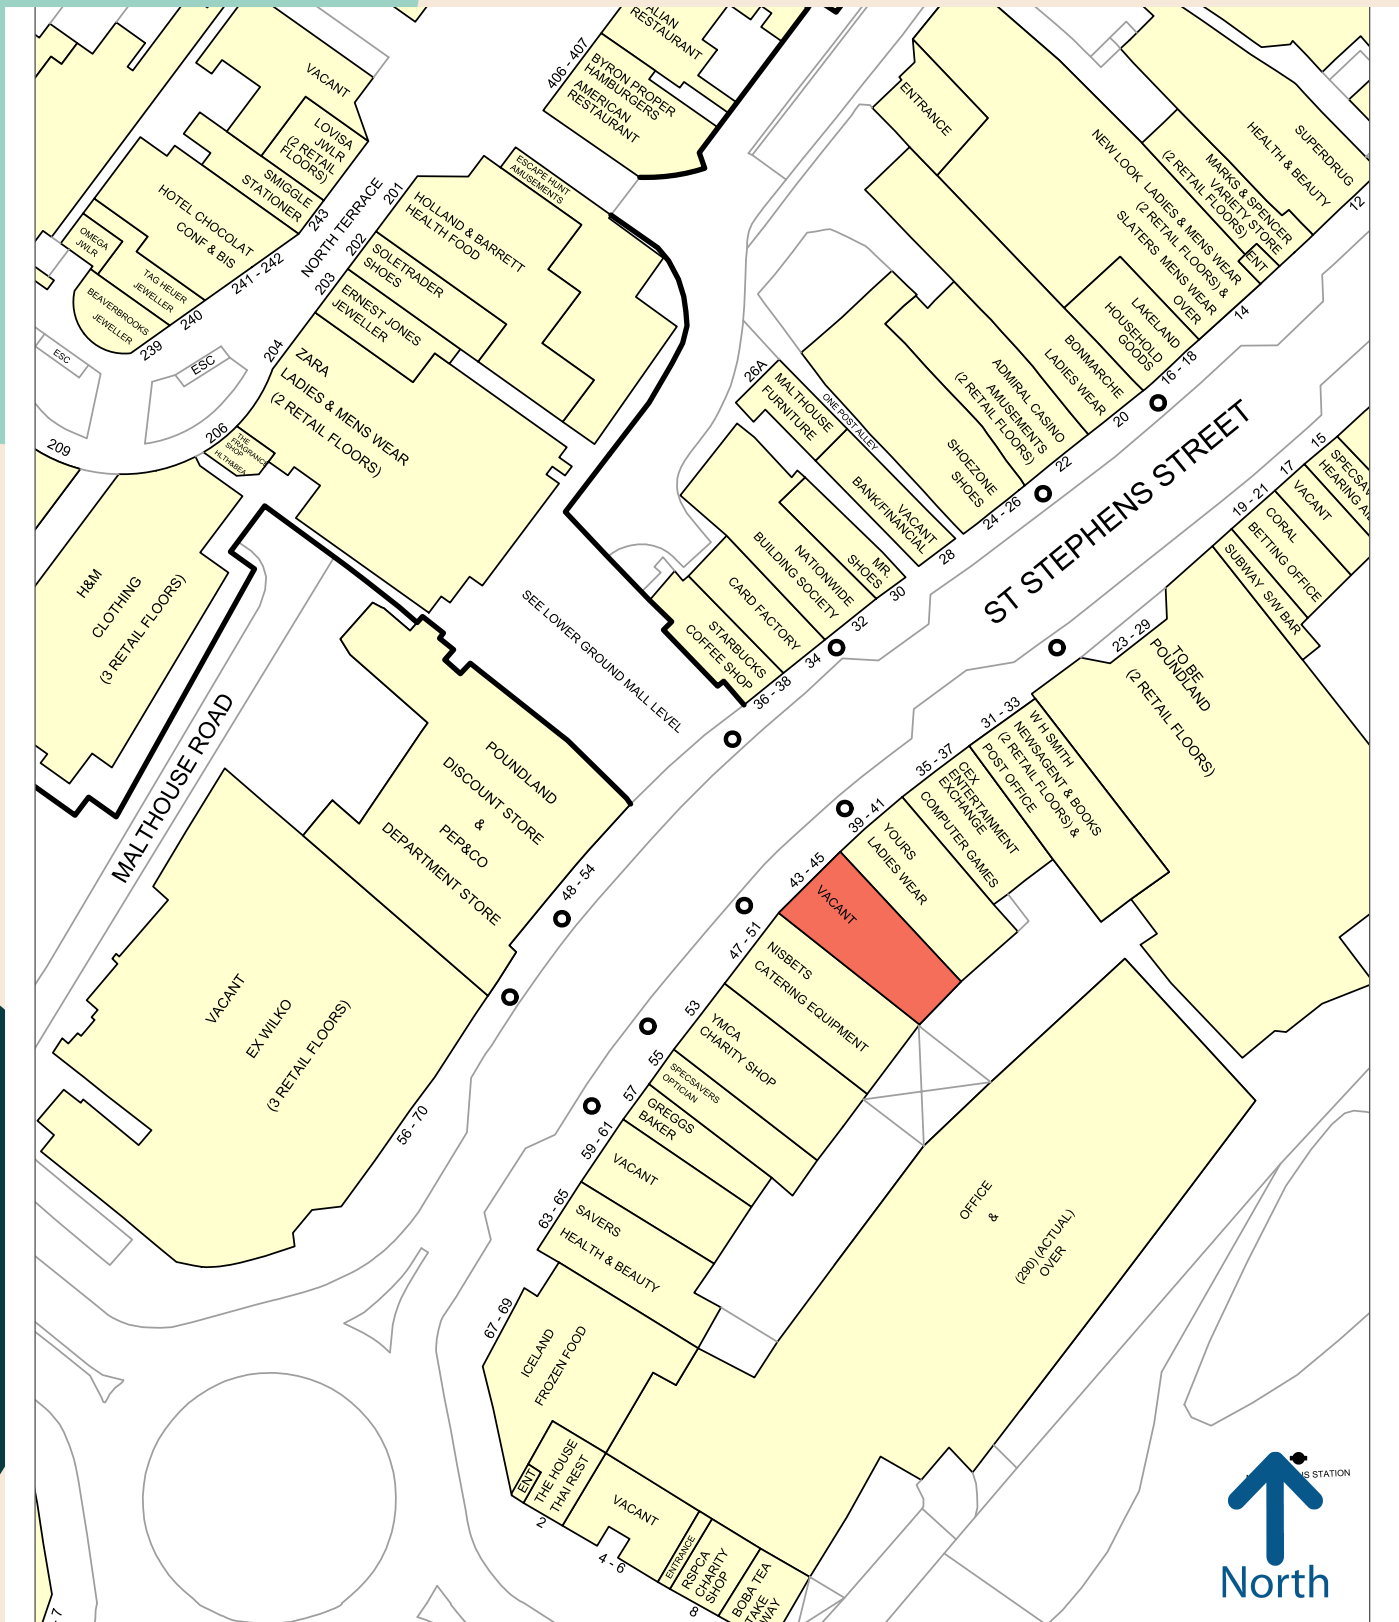 ALIAN
RESTAURANT
406 - 407
BYRON PROPER
HAMBURGERS
AMERICAN
RESTAURANT
VACANT
LOVISA
JWLR
(2 RETAIL
FLOORS)
SMIGGLE
STATIONER
243
HOTEL CHOCOLAT
CONF & BIS
241 - 242
OMEGA
JWLR
TAG HEUER
JEWELLER
240
BEAVERBROOKS
JEWELLER
239
ESC
ESC
NORTH TERRACE
201
ESCAPE HUNT
AMUSEMENTS
HOLLAND & BARRETT
HEALTH FOOD
202
SOLETRADER
SHOES
203
ERNEST JONES
JEWELLER
204
ZARA
LADIES & MENS WEAR
(2 RETAIL FLOORS)
206
THE
FRAGRANCE
SHOP
HLTH&BEA
209
H&M
CLOTHING
(3 RETAIL FLOORS)
MALTHOUSE ROAD
SEE LOWER GROUND MALL LEVEL
ENTRANCE
SUPERDRUG
HEALTH & BEAUTY
12
MARKS & SPENCER
VARIETY STORE
(2 RETAIL FLOORS)
ENT
NEW LOOK LADIES & MENS WEAR
(2 RETAIL FLOORS) &
SLATERS MENS WEAR
OVER
14
LAKELAND
HOUSEHOLD
GOODS
16 - 18
BONMARCHE
LADIES WEAR
20
ADMIRAL CASINO
AMUSEMENTS
(2 RETAIL FLOORS)
22
SHOEZONE
SHOES
24 - 26
ONE POST ALLEY
26A
MALTHOUSE
FURNITURE
VACANT
BANK/FINANCIAL
28
MR.
SHOES
30
NATIONWIDE
BUILDING SOCIETY
32
CARD FACTORY
34
STARBUCKS
COFFEE SHOP
36 - 38
ST STEPHENS STREET
15
SPECSAV
HEARING AI
17
VACANT
19 - 21
CORAL
BETTING OFFICE
SUBWAY S/W BAR
23 - 29
TO BE
POUNDLAND
(2 RETAIL FLOORS)
31 - 33
W H SMITH
NEWSAGENT & BOOKS
(2 RETAIL FLOORS) &
POST OFFICE
35 - 37
CEX
ENTERTAINMENT
EXCHANGE
COMPUTER GAMES
39 - 41
YOURS
LADIES WEAR
43 - 45
VACANT
47 - 51
NISBETS
CATERING EQUIPMENT
53
YMCA
CHARITY SHOP
55
SPECSAVERS
OPTICIAN
57
GREGGS
BAKER
59 - 61
VACANT
63 - 65
SAVERS
HEALTH & BEAUTY
67 - 69
ICELAND
FROZEN FOOD
POUNDLAND
DISCOUNT STORE
&
PEP&CO
DEPARTMENT STORE
48 - 54
VACANT
EX WILKO
(3 RETAIL FLOORS)
56 - 70
OFFICE
&
(290) (ACTUAL)
OVER
ENT
THE HOUSE
THAI REST
2
VACANT
4 - 6
ENTRANCE
RSPCA
CHARITY
SHOP
8
BOBA TEA
TAKE
WAY
7
STATION
North